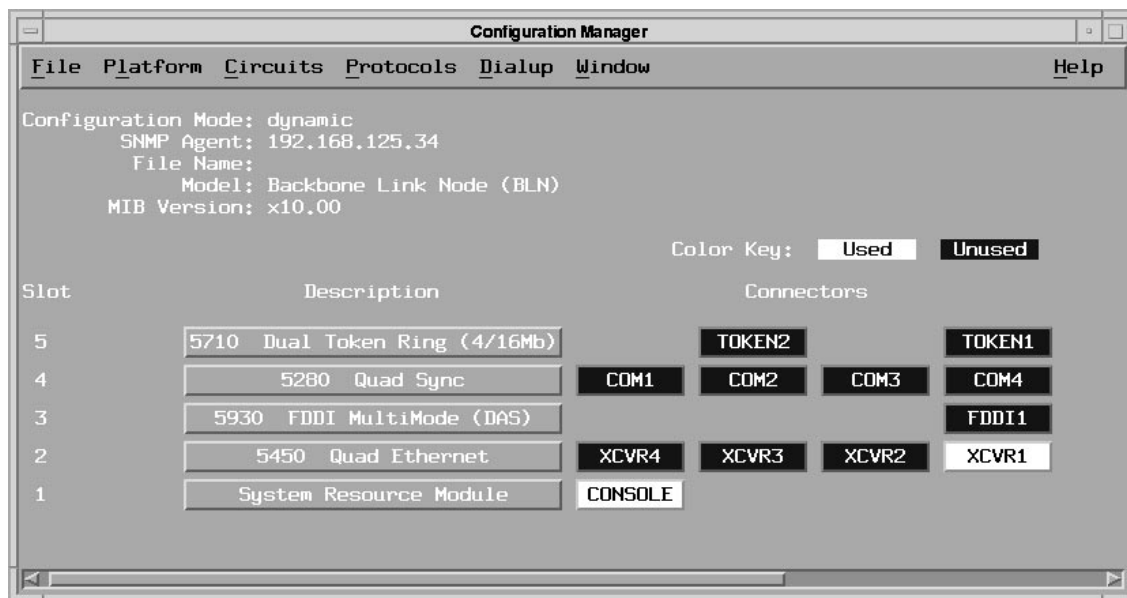 Configuration Manager
File Platform Circuits Protocols Dialup Window Help
Configuration Mode: dynamic
SNMP Agent: 192.168.125.34
File Name:
Model: Backbone Link Node (BLN)
MIB Version: x10.00
Color Key: Used Unused
Slot Description Connectors
5 5710 Dual Token Ring (4/16Mb) TOKEN2 TOKEN1
4 5280 Quad Sync COM1 COM2 COM3 COM4
3 5930 FDDI MultiMode (DAS) FDDI1
2 5450 Quad Ethernet XCVR4 XCVR3 XCVR2 XCVR1
1 System Resource Module CONSOLE